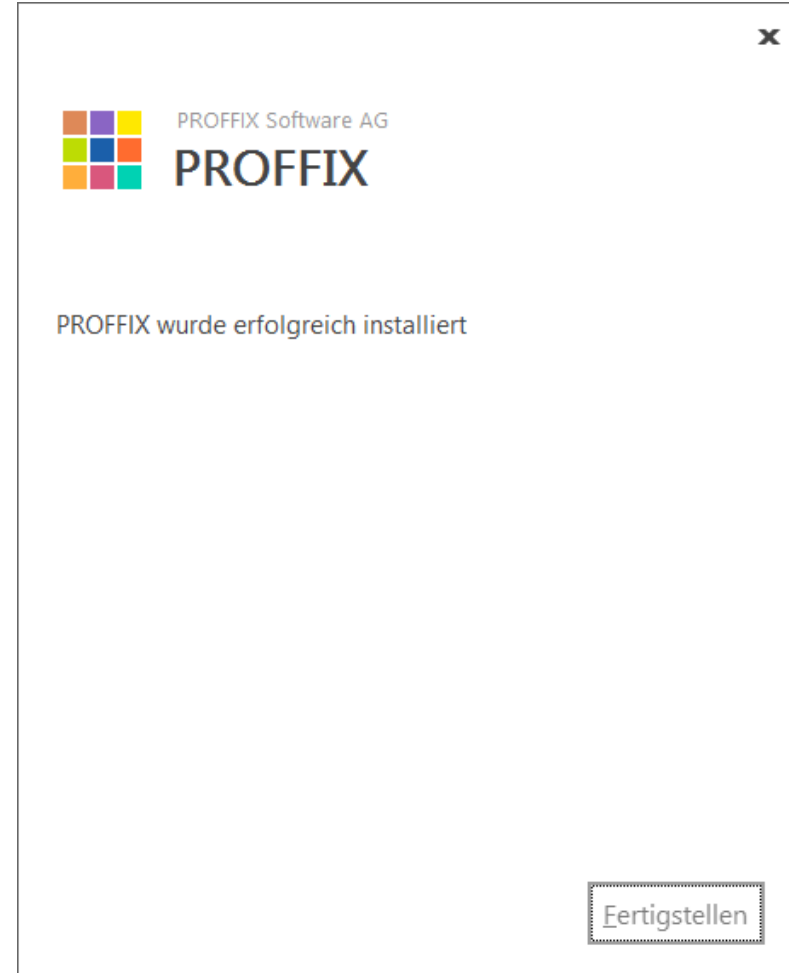 x
PROFFIX Software AG
PROFFIX
PROFFIX wurde erfolgreich installiert
Fertigstellen